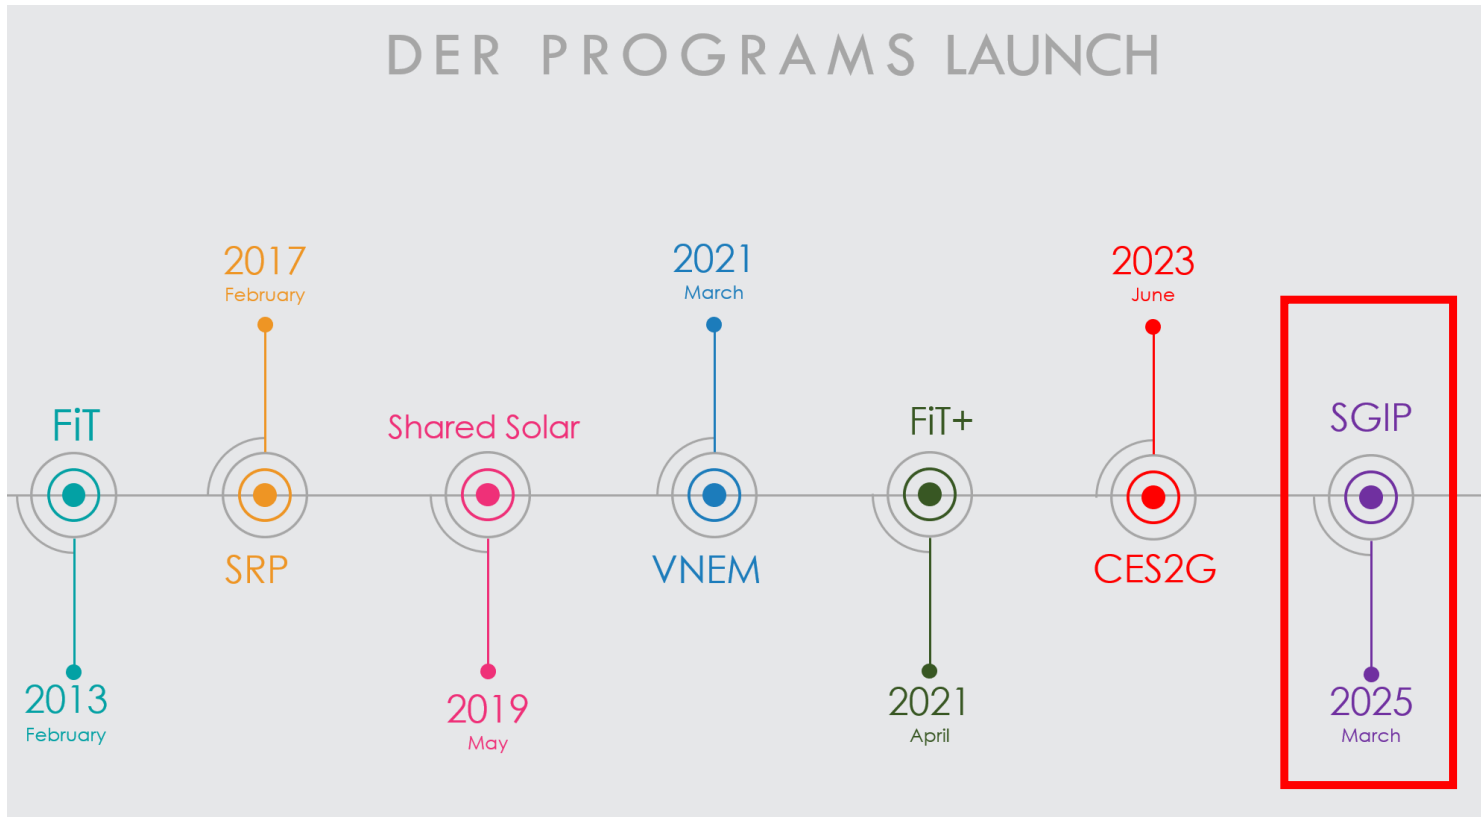 DER PROGRAMS LAUNCH
FiT
2013
February
2017
February
SRP
Shared Solar
2019
May
2021
March
VNEM
FiT+
2021
April
2023
June
CES2G
SGIP
2025
March